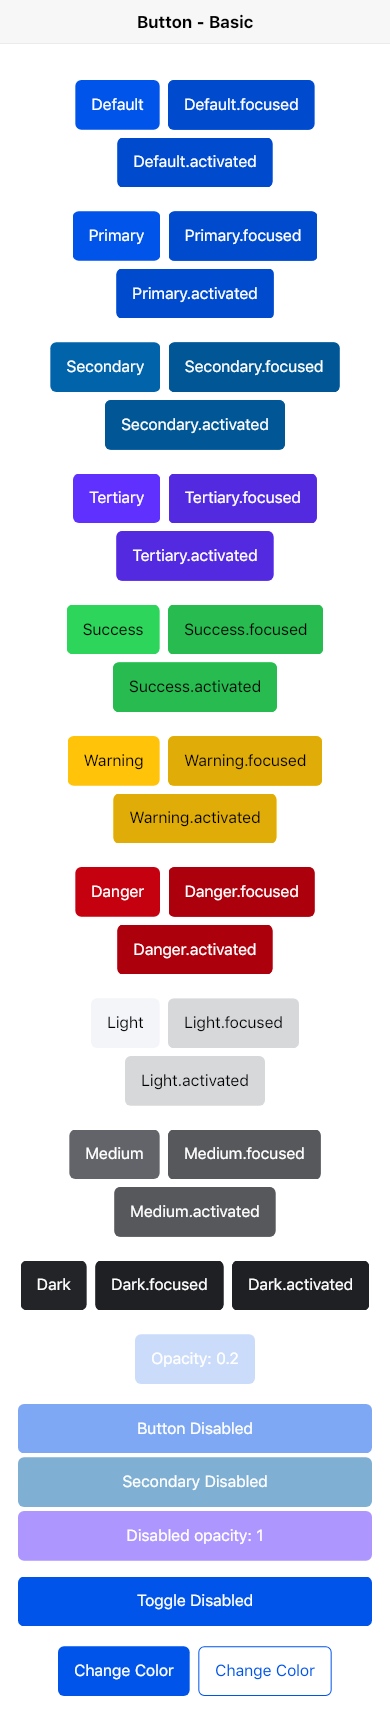 Button - Basic
Default Default.focused
Default.activated
Primary Primary.focused
Primary.activated
Secondary Secondary.focused
Secondary.activated
Tertiary Tertiary.focused
Tertiary.activated
Success Success.focused
Success.activated
Warning Warning.focused
Warning.activated
Danger Danger.focused
Danger.activated
Light Light.focused
Light.activated
Medium Medium.focused
Medium.activated
Dark Dark.focused Dark.activated
Opacity: 0.2
Button Disabled
Secondary Disabled
Disabled opacity: 1
Toggle Disabled
Change Color Change Color